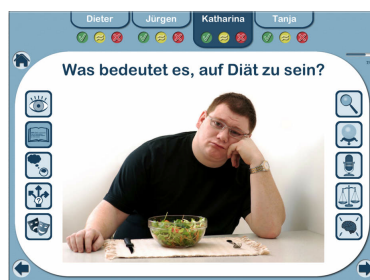 Dieter
Jürgen
Katharina
Tanja
Was bedeutet es, auf Diät zu sein?